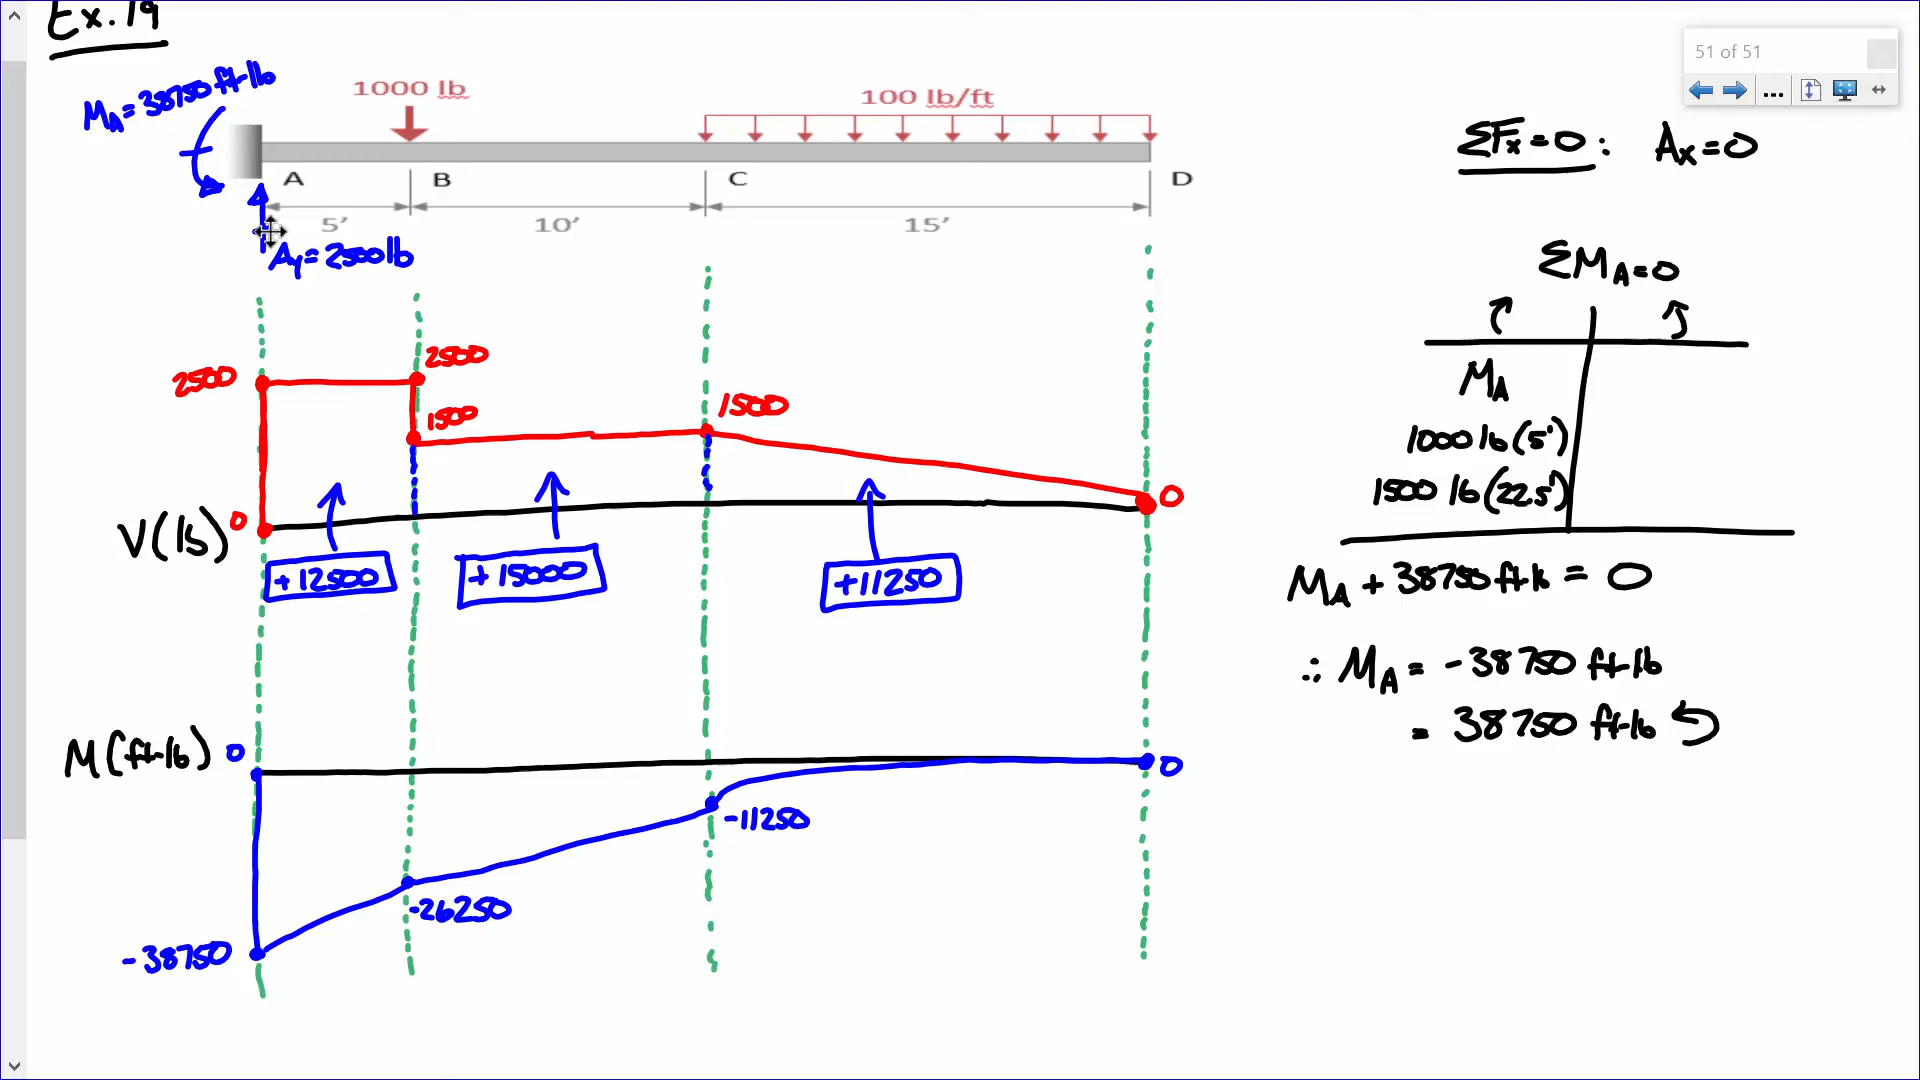 Ex. 19
51 of 51
MA = 38750 ft-lb
1000 lb
100 lb/ft
A
B
C
D
5'
10'
15'
Ay = 2500 lb
ΣFx = 0 : Ax = 0
ΣMA = 0
MA
1000 lb (5')
1500 lb (22.5')
MA + 38750 ft-lb = 0
∴ MA = -38750 ft-lb
= 38750 ft-lb
2500
2500
1500
1500
0
V (lb)
0
+12500
+15000
+11250
M (ft-lb)
0
0
-11250
-26250
-38750